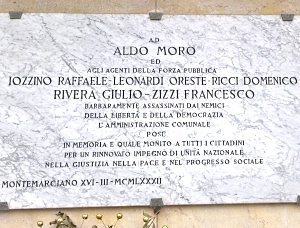 AD
ALDO MORO
ED
AGLI AGENTI DELLA FORZA PUBBLICA
IOZZINO RAFFAELE-LEONARDI ORESTE-RICCI DOMENICO
RIVERA GIULIO-ZIZZI FRANCESCO
BARBARAMENTE ASSASSINATI DAI NEMICI
DELLA LIBERTÀ E DELLA DEMOCRAZIA
L'AMMINISTRAZIONE COMUNALE
POSE
IN MEMORIA E QUALE MONITO A TUTTI I CITTADINI
PER UN RINNOVATO IMPEGNO DI UNITÀ NAZIONALE
NELLA GIUSTIZIA NELLA PACE E NEL PROGRESSO SOCIALE
MONTEMARCIANO XVI-III-MCMLXXXII